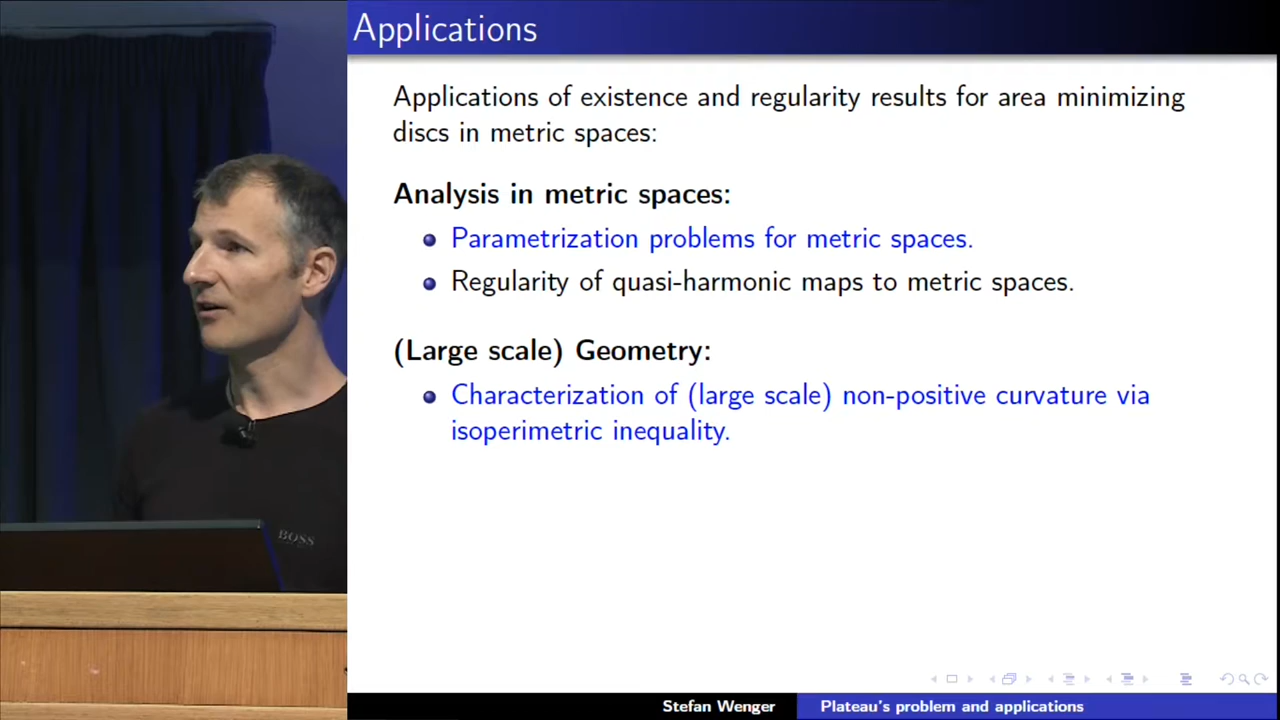 Applications
Applications of existence and regularity results for area minimizing
discs in metric spaces:
Analysis in metric spaces:
Parametrization problems for metric spaces.
Regularity of quasi-harmonic maps to metric spaces.
(Large scale) Geometry:
Characterization of (large scale) non-positive curvature via
isoperimetric inequality.
BOSS
Stefan Wenger
Plateau's problem and applications